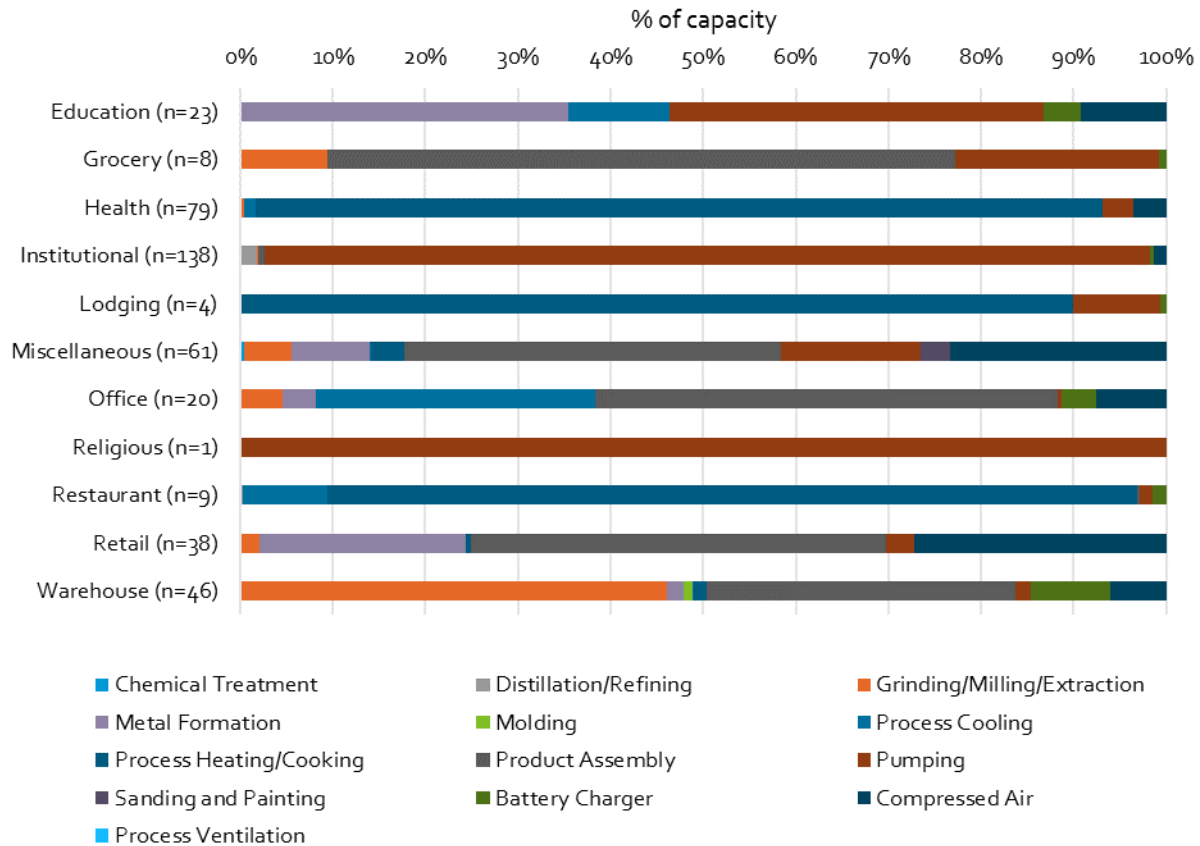 % of capacity
0% 10% 20% 30% 40% 50% 60% 70% 80% 90% 100%
Education (n=23)
Grocery (n=8)
Health (n=79)
Institutional (n=138)
Lodging (n=4)
Miscellaneous (n=61)
Office (n=20)
Religious (n=1)
Restaurant (n=9)
Retail (n=38)
Warehouse (n=46)
Chemical Treatment Distillation/Refining Grinding/Milling/Extraction
Metal Formation Molding Process Cooling
Process Heating/Cooking Product Assembly Pumping
Sanding and Painting Battery Charger Compressed Air
Process Ventilation